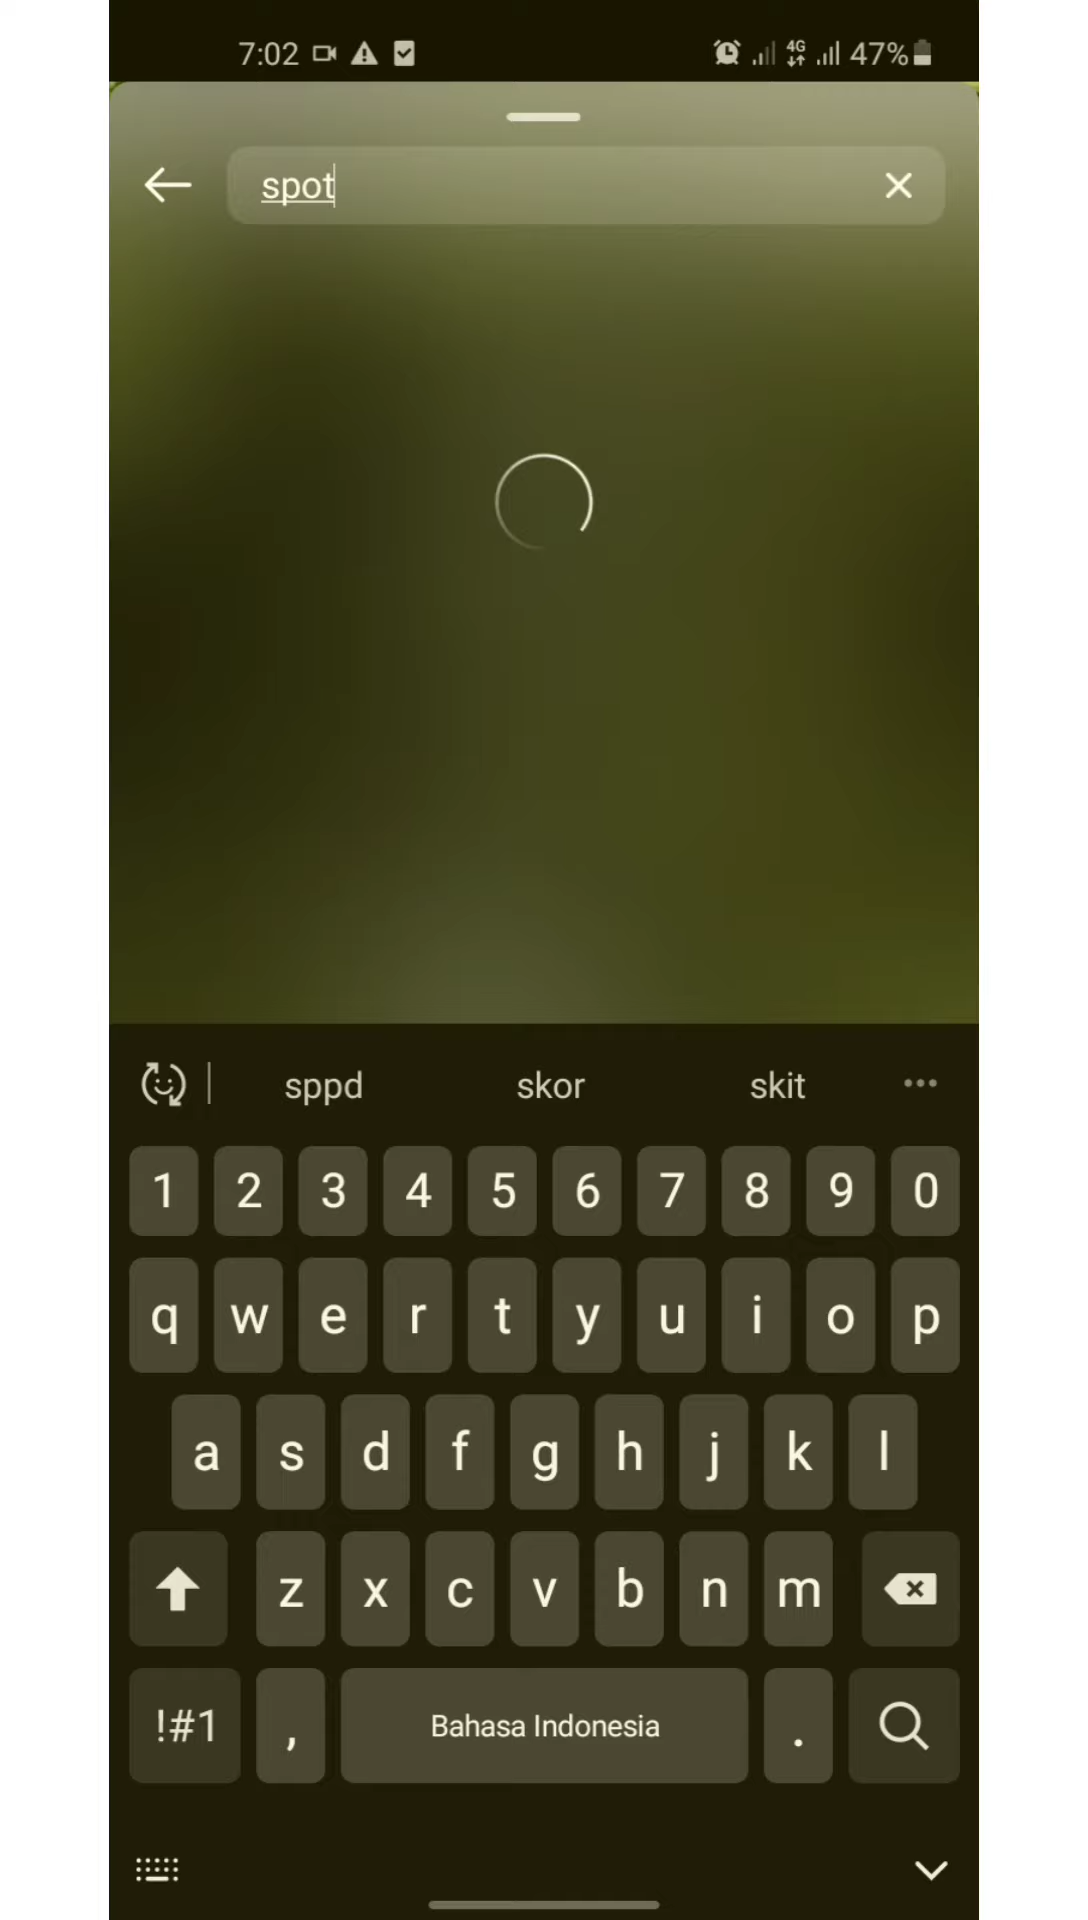 7:02 4G 47%
spot
sppd skor skit
1 2 3 4 5 6 7 8 9 0
q w e r t y u i o p
a s d f g h j k l
z x c v b n m
!#1 , Bahasa Indonesia .